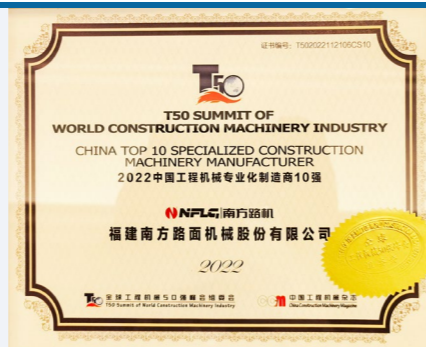 证书编号: T502022112106CS10
T50
T50 SUMMIT OF
WORLD CONSTRUCTION MACHINERY INDUSTRY
CHINA TOP 10 SPECIALIZED CONSTRUCTION
MACHINERY MANUFACTURER
2022中国工程机械专业化制造商10强
NFLG 南方路机
福建南方路面机械股份有限公司
2022
T50 全球工程机械50强峰会组委会
T50 Summit of World Construction Machinery Industry
中国工程机械杂志
China Construction Machinery Magazine